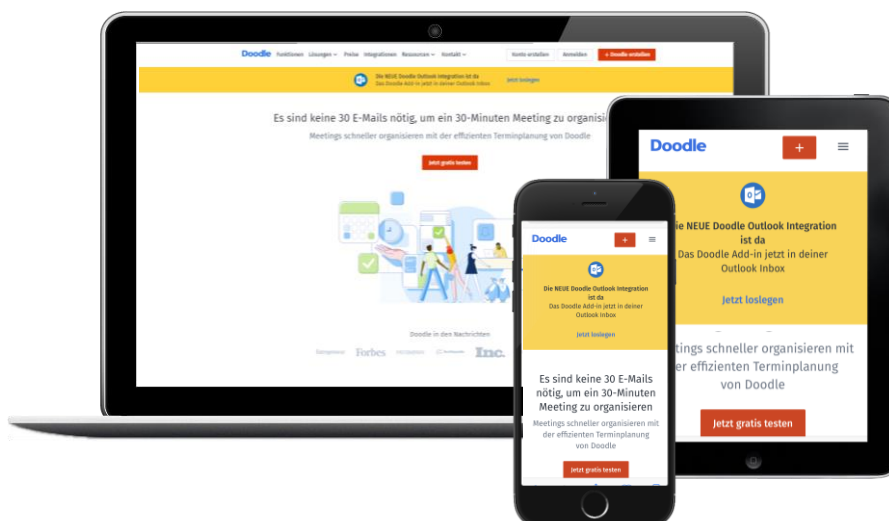 Doodle Funktionen Lösungen Preise Integrationen Ressourcen Kontakt Konto erstellen Anmelden + Doodle erstellen
Die NEUE Doodle Outlook Integration ist da
Das Doodle Add-in jetzt in deiner Outlook Inbox
Jetzt loslegen
Es sind keine 30 E-Mails nötig, um ein 30-Minuten Meeting zu organisi
Meetings schneller organisieren mit der effizienten Terminplanung von Doodle
Jetzt gratis testen
Doodle in den Nachrichten
Forbes
Inc.
Doodle
+
Die NEUE Doodle Outlook Integration
ist da
Das Doodle Add-in jetzt in deiner
Outlook Inbox
Jetzt loslegen
Es sind keine 30 E-Mails
nötig, um ein 30-Minuten
Meeting zu organisieren
Meetings schneller organisieren mit
der effizienten Terminplanung
von Doodle
Jetzt gratis testen
Doodle
+
ie NEUE Doodle Outlook Integration
ist da
Das Doodle Add-in jetzt in deiner
Outlook Inbox
Jetzt loslegen
tings schneller organisieren mit
er effizienten Terminplanung
von Doodle
Jetzt gratis testen